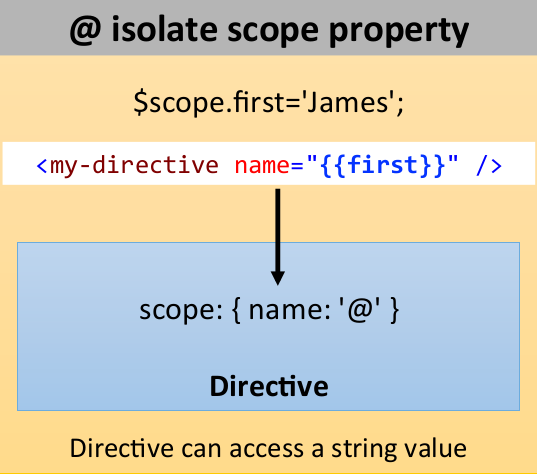 @ isolate scope property
$scope.first='James';
<my-directive name="{{first}}" />
scope: { name: '@' }
Directive
Directive can access a string value